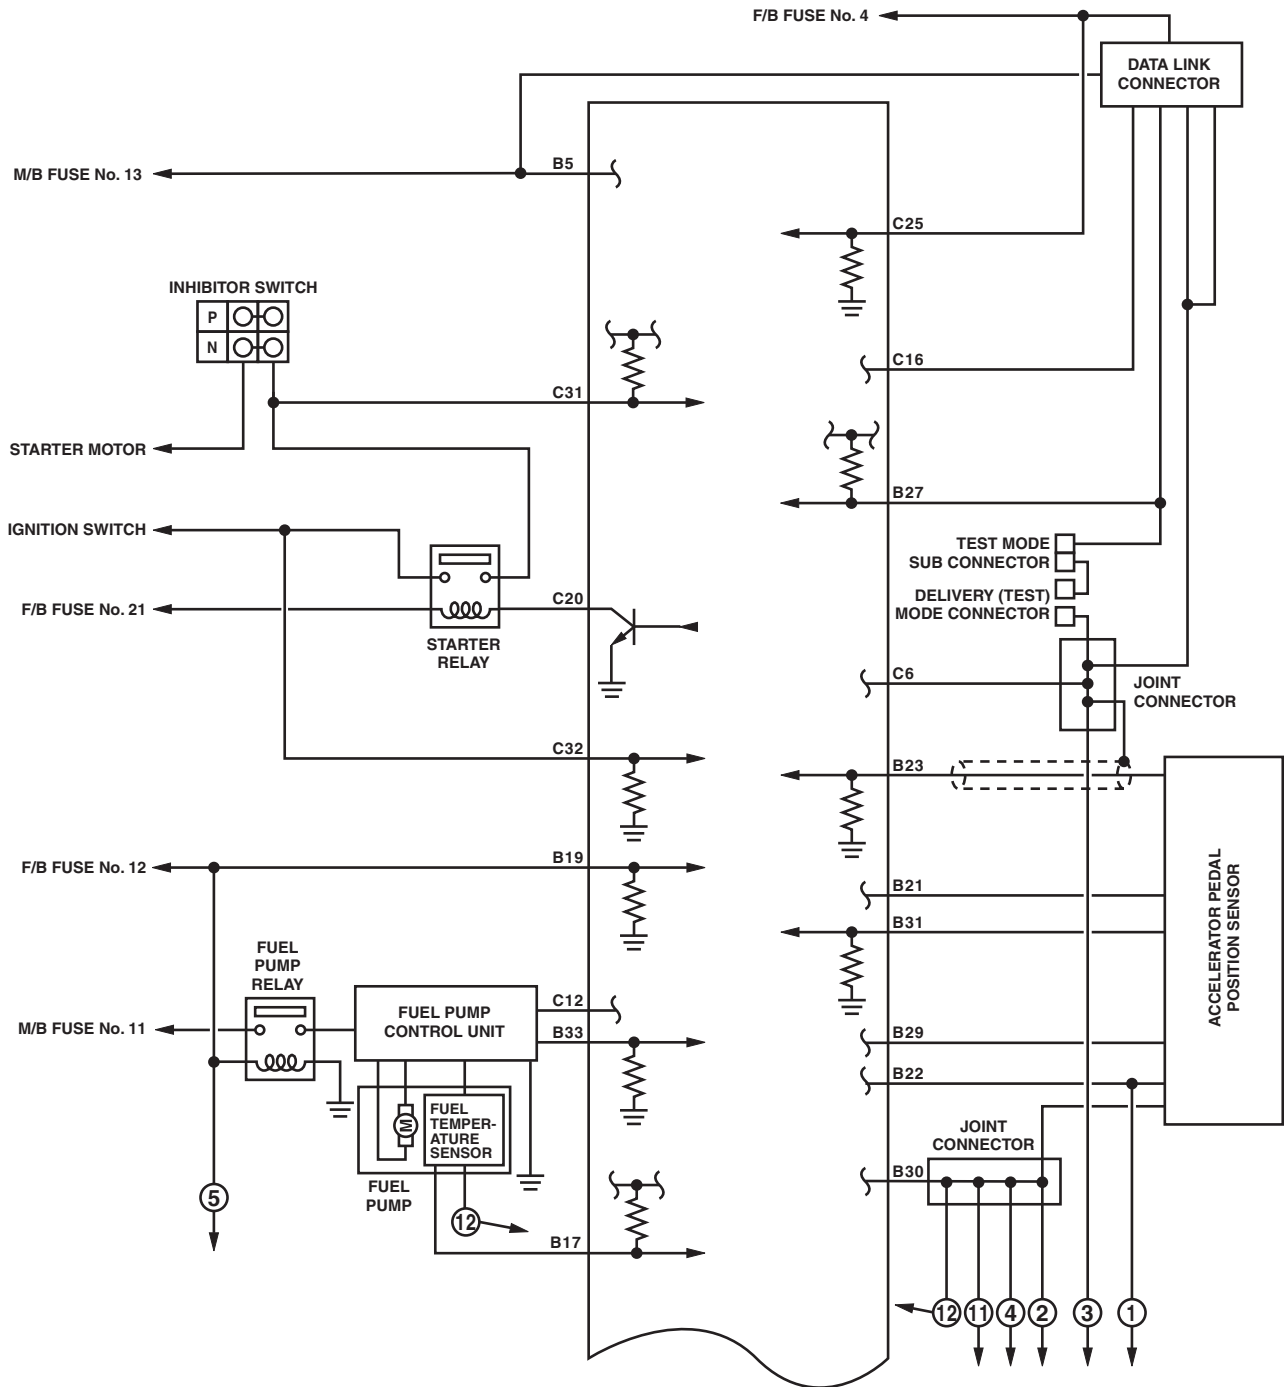 F/B FUSE No. 4
DATA LINK
CONNECTOR
B5
M/B FUSE No. 13
C25
INHIBITOR SWITCH
P
N
C16
C31
STARTER MOTOR
B27
IGNITION SWITCH
TEST MODE
SUB CONNECTOR
DELIVERY (TEST)
MODE CONNECTOR
F/B FUSE No. 21
C20
STARTER
RELAY
C6
JOINT
CONNECTOR
C32
B23
F/B FUSE No. 12
B19
B21
B31
ACCELERATOR PEDAL
POSITION SENSOR
FUEL
PUMP
RELAY
M/B FUSE No. 11
FUEL PUMP
CONTROL UNIT
C12
B33
B29
B22
M
FUEL
TEMPER-
ATURE
SENSOR
FUEL
PUMP
JOINT
CONNECTOR
B30
5
12
B17
12
11
4
2
3
1